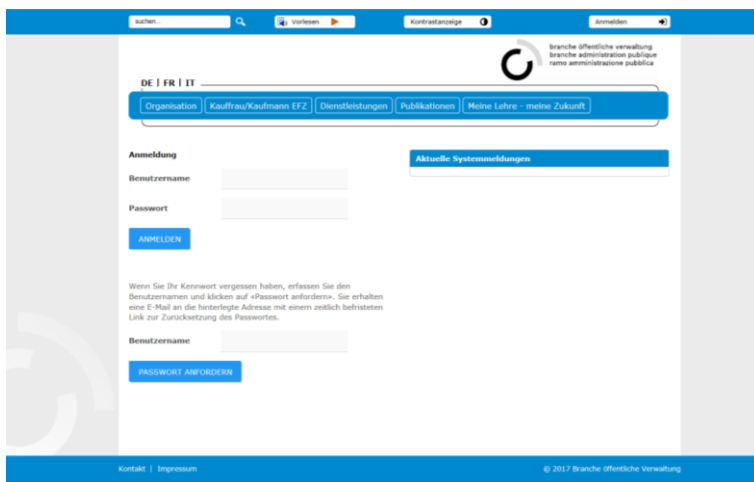 suchen...
Vorlesen
Kontrastanzeige
Anmelden
branche öffentliche verwaltung
branche administration publique
ramo amministrazione pubblica
DE | FR | IT
Organisation
Kauffrau/Kaufmann EFZ
Dienstleistungen
Publikationen
Meine Lehre - meine Zukunft
Anmeldung
Aktuelle Systemmeldungen
Benutzername
Passwort
ANMELDEN
Wenn Sie Ihr Kennwort vergessen haben, erfassen Sie den
Benutzernamen und klicken auf «Passwort anfordern». Sie erhalten
eine E-Mail an die hinterlegte Adresse mit einem zeitlich befristeten
Link zur Zurücksetzung des Passwortes.
Benutzername
PASSWORT ANFORDERN
Kontakt | Impressum
© 2017 Branche öffentliche Verwaltung